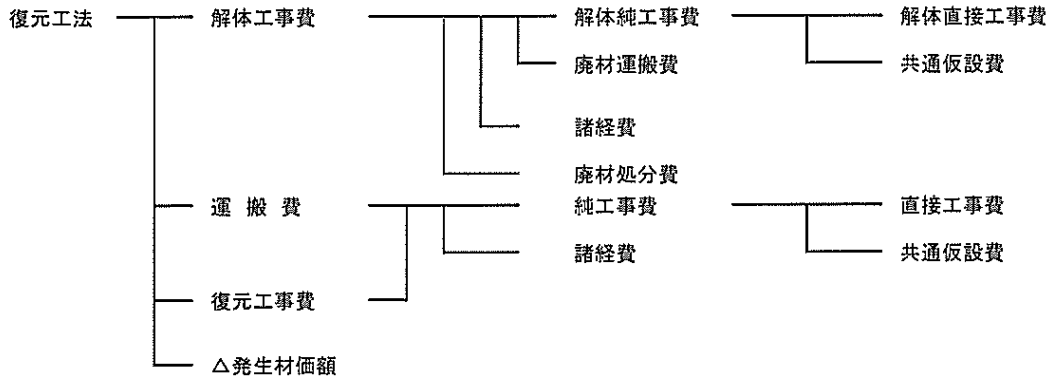 復元工法 解体工事費 解体純工事費 解体直接工事費
廃材運搬費 共通仮設費
諸経費
廃材処分費
運搬費 純工事費 直接工事費
諸経費 共通仮設費
復元工事費
△発生材価額